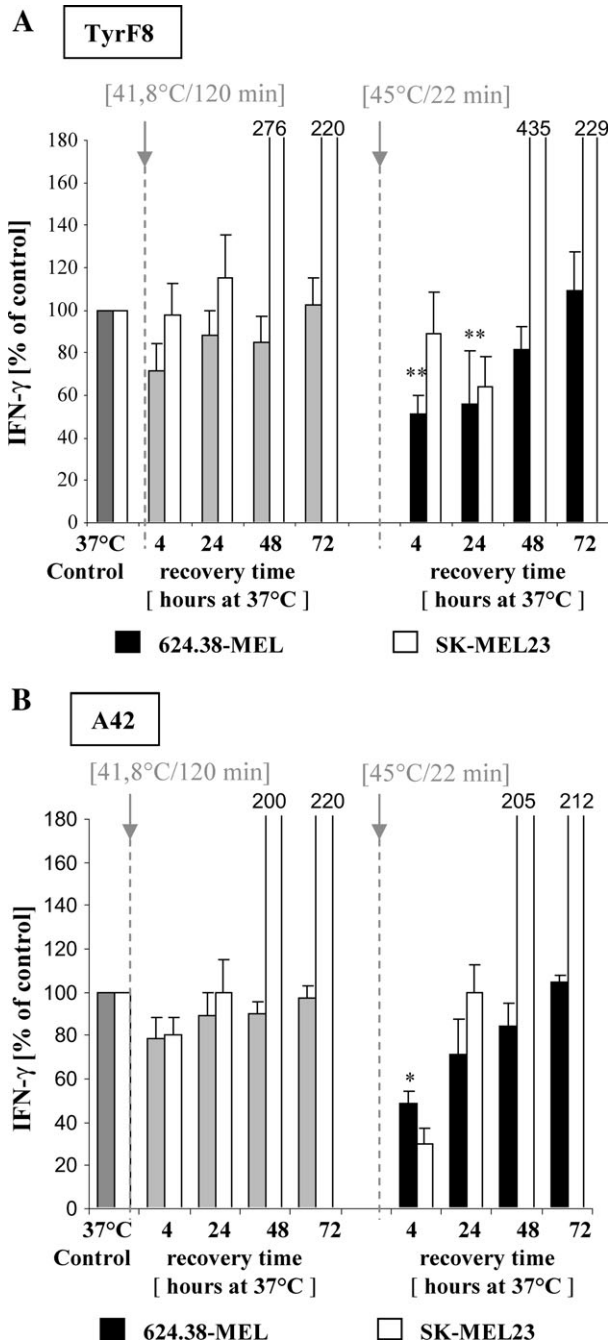 A
TyrF8
[41,8°C/120 min] [45°C/22 min]
276 220 435 229
180
160
140
120
100
80
60
40
20
0
IFN-γ [% of control]
** **
37°C 4 24 48 72 4 24 48 72
Control recovery time recovery time
[ hours at 37°C ] [ hours at 37°C ]
624.38-MEL SK-MEL23
B
A42
[41,8°C/120 min] [45°C/22 min]
200 220 205 212
180
160
140
120
100
80
60
40
20
0
IFN-γ [% of control]
*
37°C 4 24 48 72 4 24 48 72
Control recovery time recovery time
[ hours at 37°C ] [ hours at 37°C ]
624.38-MEL SK-MEL23